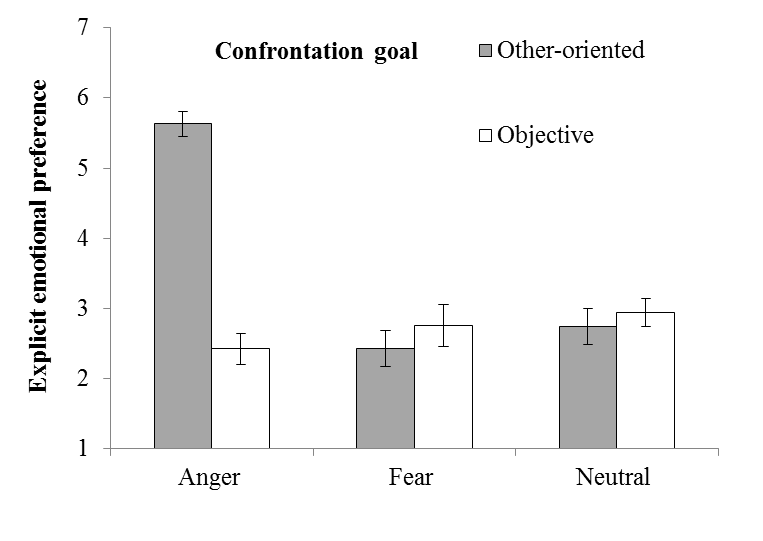 7
Confrontation goal
Other-oriented
6
Objective
5
4
3
2
1
Explicit emotional preference
Anger
Fear
Neutral